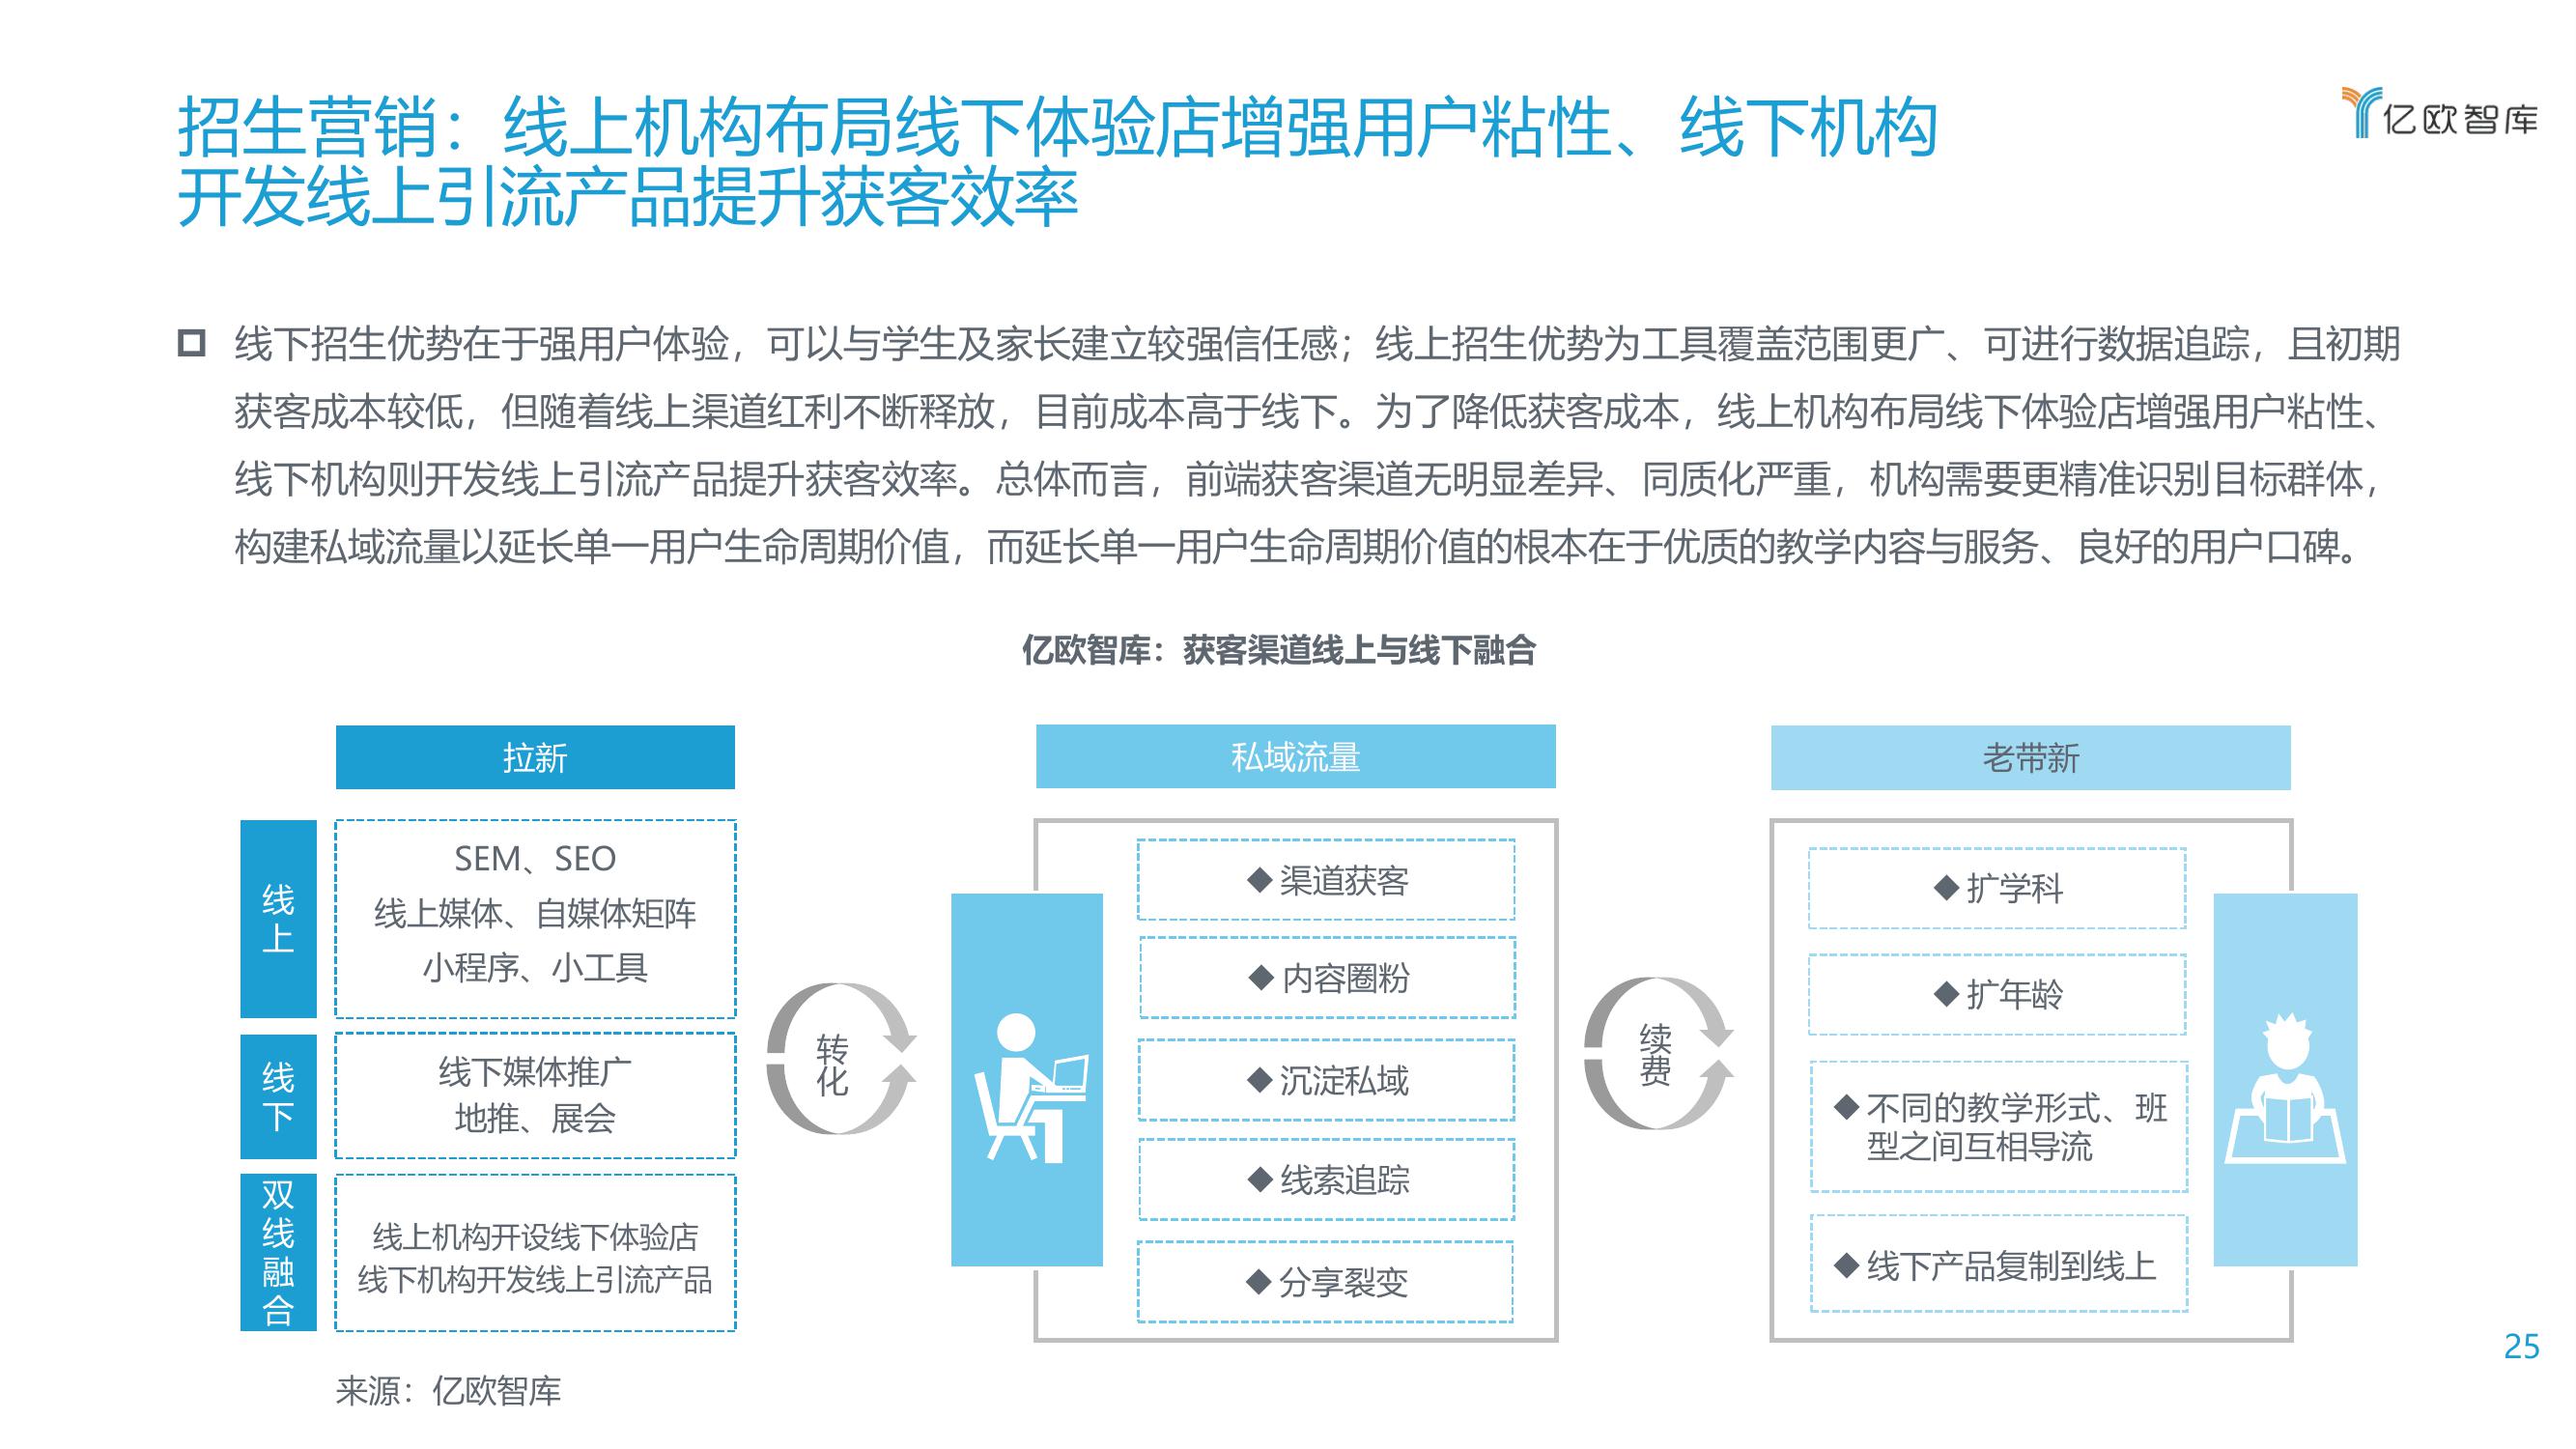 招生营销：线上机构布局线下体验店增强用户粘性、线下机构
开发线上引流产品提升获客效率
亿欧智库
线下招生优势在于强用户体验，可以与学生及家长建立较强信任感；线上招生优势为工具覆盖范围更广、可进行数据追踪，且初期
获客成本较低，但随着线上渠道红利不断释放，目前成本高于线下。为了降低获客成本，线上机构布局线下体验店增强用户粘性、
线下机构则开发线上引流产品提升获客效率。总体而言，前端获客渠道无明显差异、同质化严重，机构需要更精准识别目标群体，
构建私域流量以延长单一用户生命周期价值，而延长单一用户生命周期价值的根本在于优质的教学内容与服务、良好的用户口碑。
亿欧智库：获客渠道线上与线下融合
拉新
线上
SEM、SEO
线上媒体、自媒体矩阵
小程序、小工具
线下
线下媒体推广
地推、展会
双线融合
线上机构开设线下体验店
线下机构开发线上引流产品
转化
私域流量
◆ 渠道获客
◆ 内容圈粉
◆ 沉淀私域
◆ 线索追踪
◆ 分享裂变
续费
老带新
◆ 扩学科
◆ 扩年龄
◆ 不同的教学形式、班
型之间互相导流
◆ 线下产品复制到线上
来源：亿欧智库
25